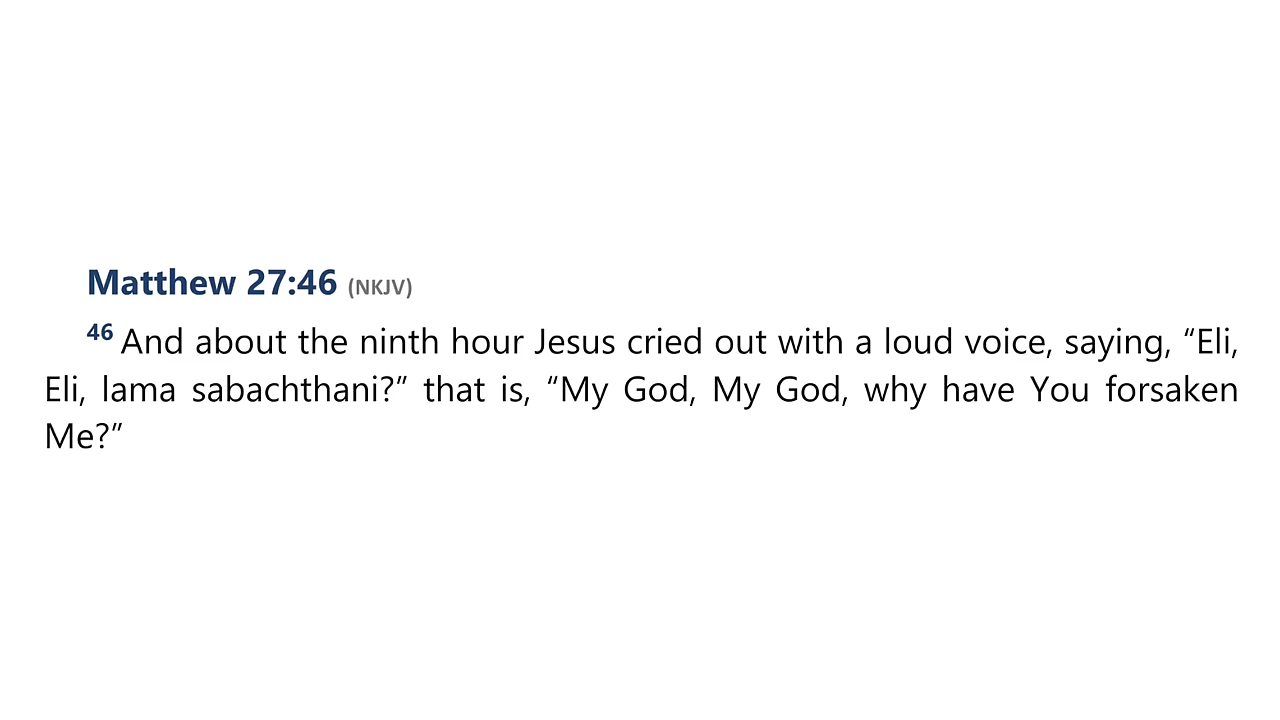 Matthew 27:46 (NKJV)
46 And about the ninth hour Jesus cried out with a loud voice, saying, “Eli,
Eli, lama sabachthani?” that is, “My God, My God, why have You forsaken
Me?”